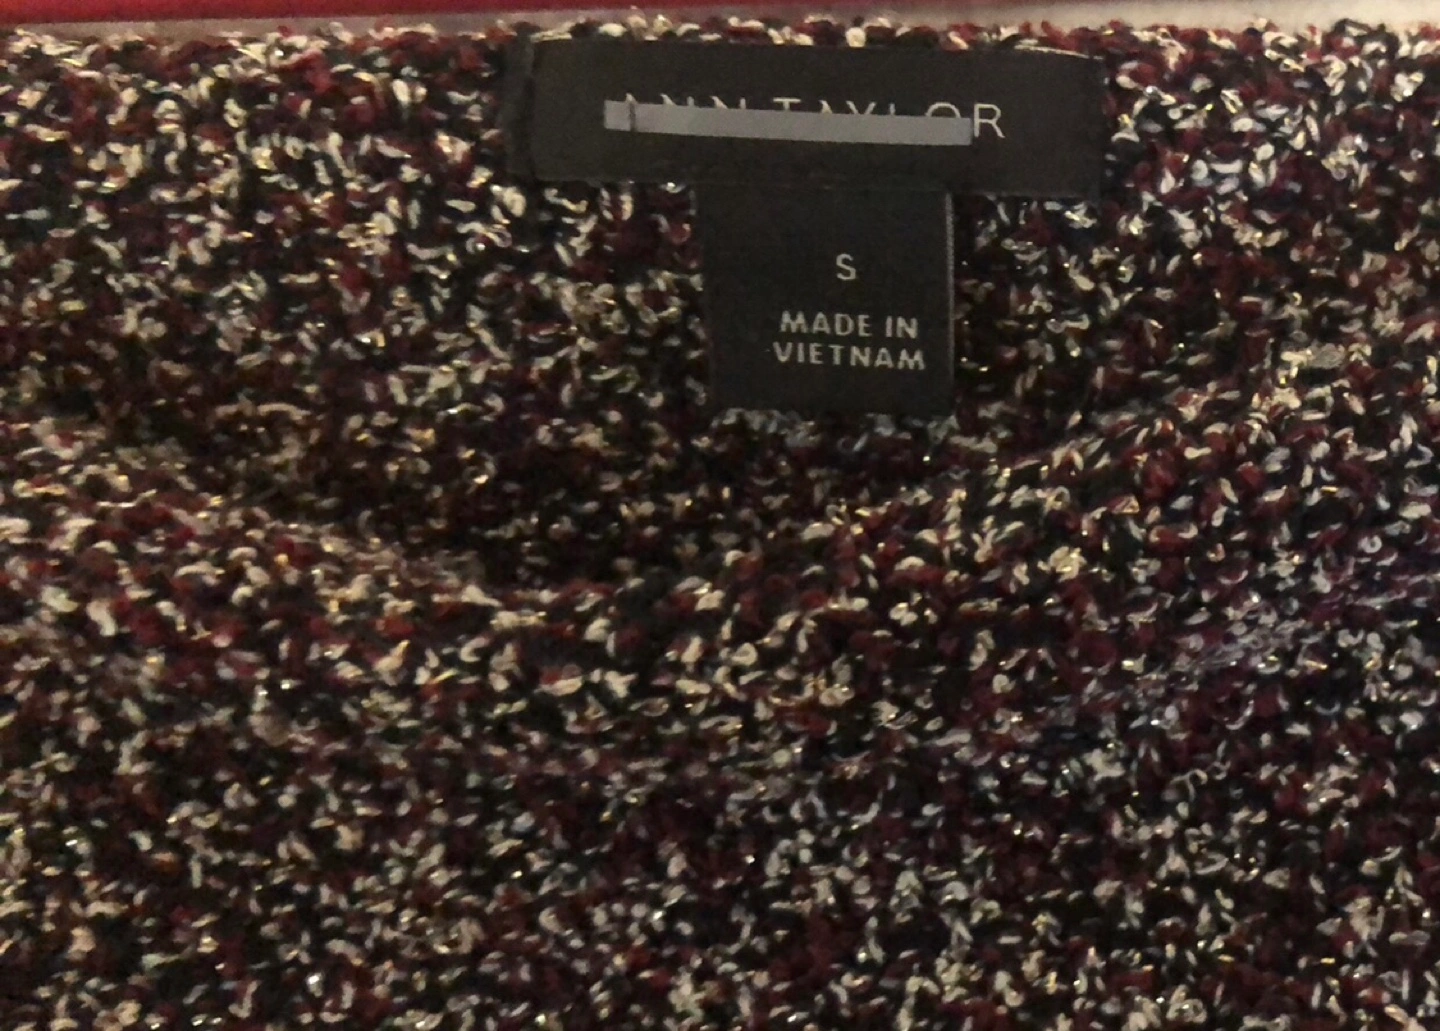 ANN TAYLOR
S
MADE IN
VIETNAM